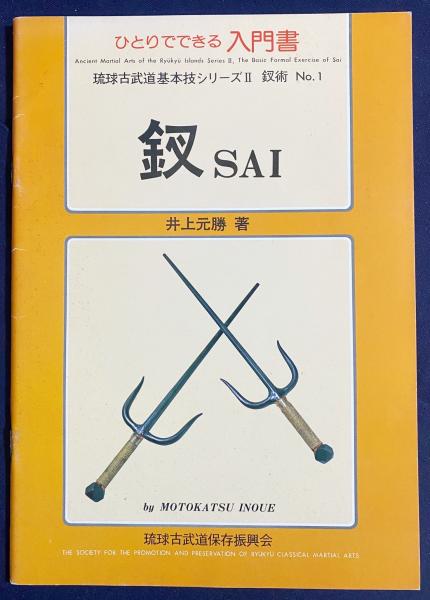 ひとりでできる 入門書
Ancient Martial Arts of the Ryūkyū Islands Series II, The Basic Formal Exercise of Sai
琉球古武道基本技シリーズⅡ 釵術 No.1
釵 SAI
井上元勝 著
by MOTOKATSU INOUE
琉球古武道保存振興会
THE SOCIETY FOR THE PROMOTION AND PRESERVATION OF RYUKYU CLASSICAL MARTIAL ARTS